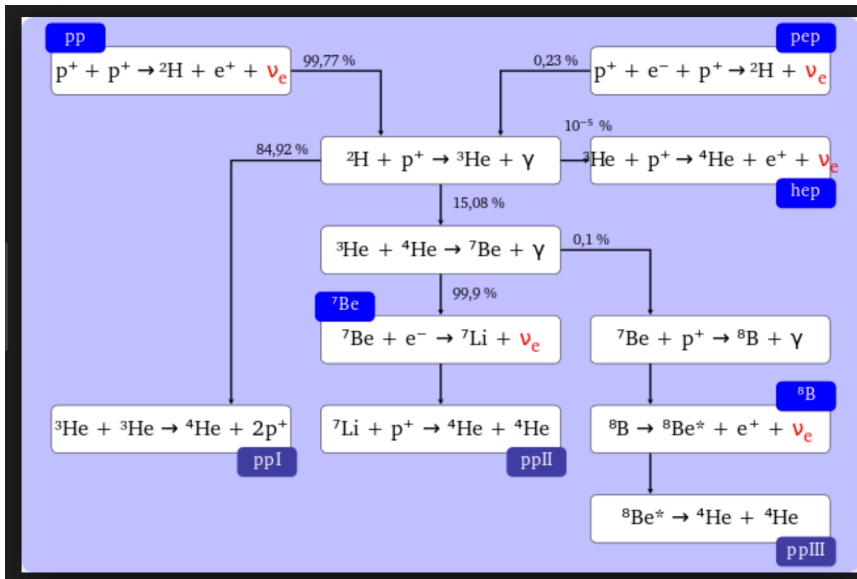 pp
p⁺ + p⁺ → ²H + e⁺ + νₑ
99,77 %
pep
p⁺ + e⁻ + p⁺ → ²H + νₑ
0,23 %
²H + p⁺ → ³He + γ
84,92 %
10⁻⁵ %
³He + p⁺ → ⁴He + e⁺ + νₑ
hep
15,08 %
³He + ⁴He → ⁷Be + γ
0,1 %
99,9 %
⁷Be
⁷Be + e⁻ → ⁷Li + νₑ
⁷Be + p⁺ → ⁸B + γ
³He + ³He → ⁴He + 2p⁺
ppI
⁷Li + p⁺ → ⁴He + ⁴He
ppII
⁸B
⁸B → ⁸Be* + e⁺ + νₑ
⁸Be* → ⁴He + ⁴He
ppIII